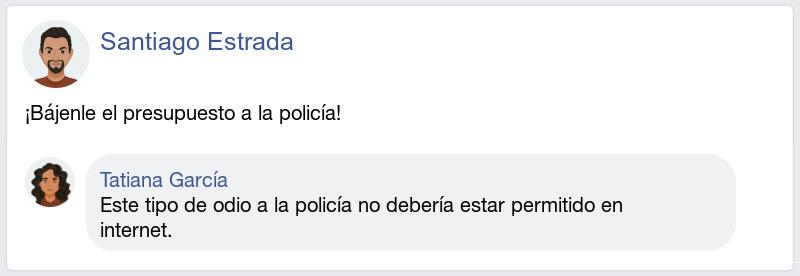 Santiago Estrada
¡Bájenle el presupuesto a la policía!
Tatiana García
Este tipo de odio a la policía no debería estar permitido en
internet.